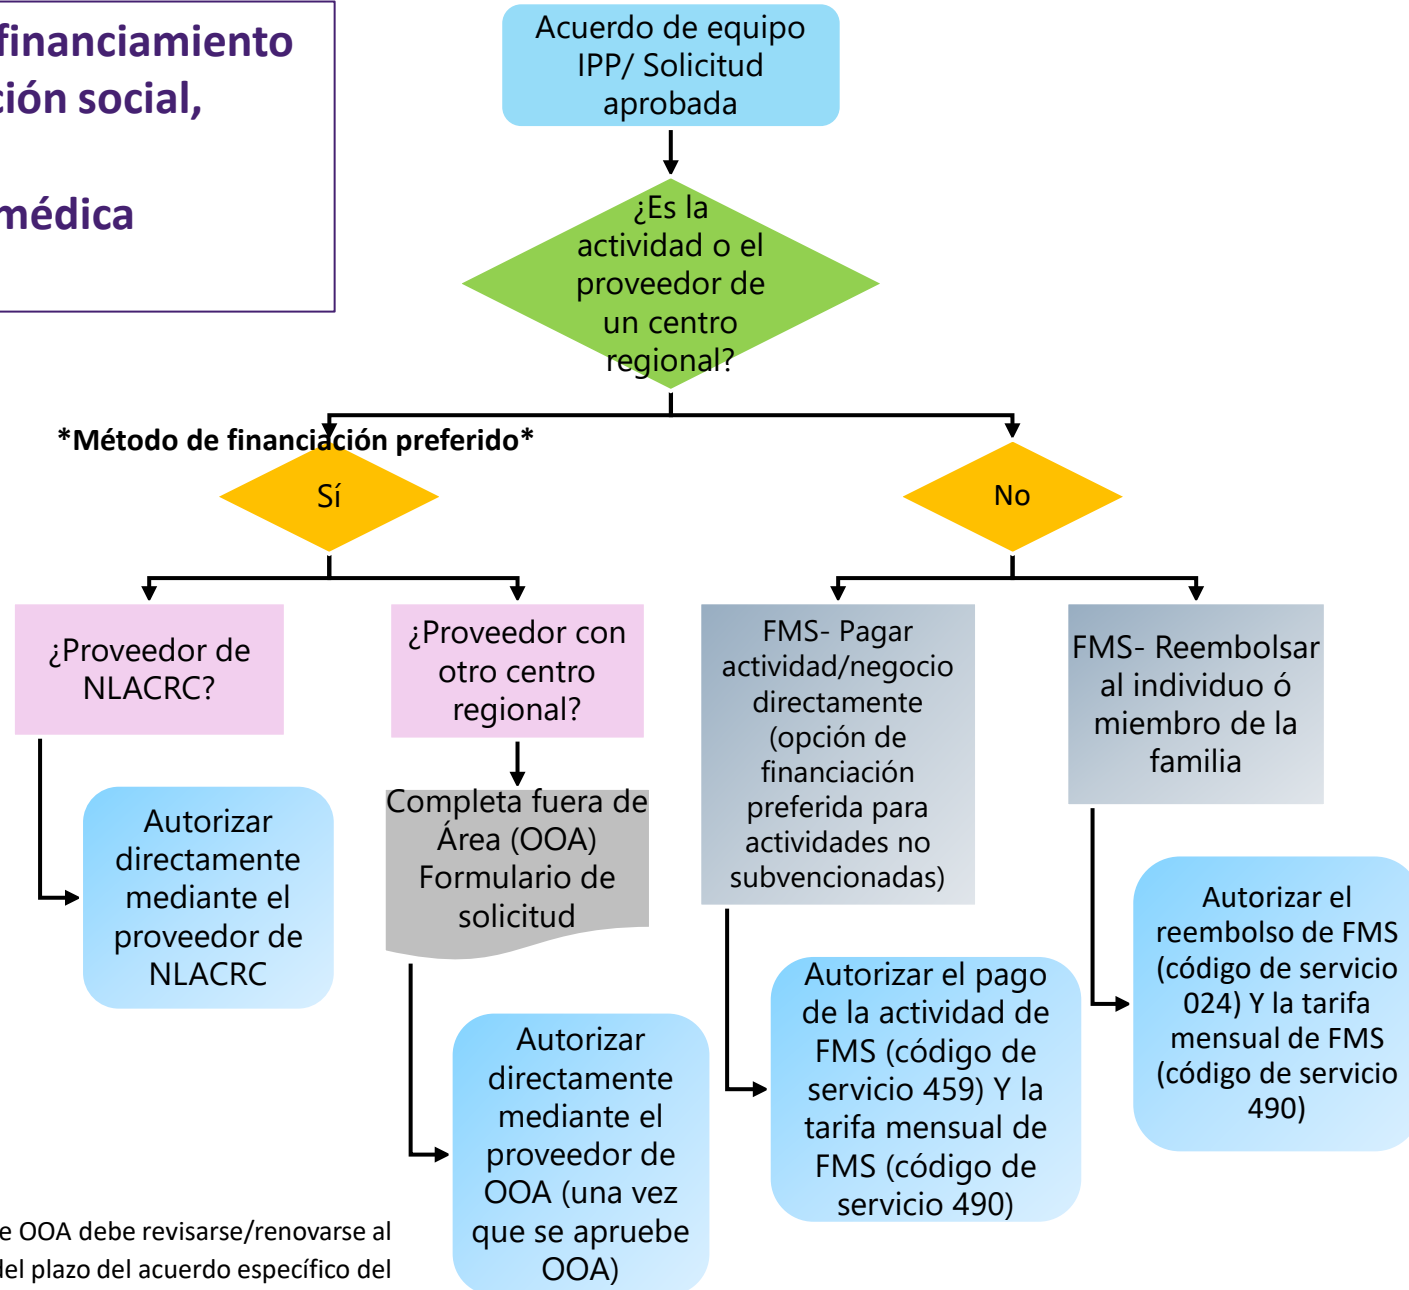 financiamiento
ción social,
médica
Acuerdo de equipo
IPP/ Solicitud
aprobada
¿Es la
actividad o el
proveedor de
un centro
regional?
*Método de financiación preferido*
Sí
No
¿Proveedor de
NLACRC?
¿Proveedor con
otro centro
regional?
FMS- Pagar
actividad/negocio
directamente
(opción de
financiación
preferida para
actividades no
subvencionadas)
FMS- Reembolsar
al individuo ó
miembro de la
familia
Autorizar
directamente
mediante el
proveedor de
NLACRC
Completa fuera de
Área (OOA)
Formulario de
solicitud
Autorizar
directamente
mediante el
proveedor de
OOA (una vez
que se apruebe
OOA)
Autorizar el pago
de la actividad de
FMS (código de
servicio 459) Y la
tarifa mensual de
FMS (código de
servicio 490)
Autorizar el
reembolso de FMS
(código de servicio
024) Y la tarifa
mensual de FMS
(código de servicio
490)
e OOA debe revisarse/renovarse al
del plazo del acuerdo específico del